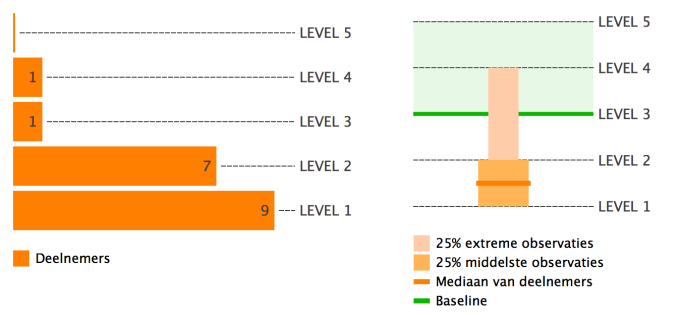 LEVEL 5
1 LEVEL 4
1 LEVEL 3
7 LEVEL 2
9 LEVEL 1
Deelnemers
LEVEL 5
LEVEL 4
LEVEL 3
LEVEL 2
LEVEL 1
25% extreme observaties
25% middelste observaties
Mediaan van deelnemers
Baseline